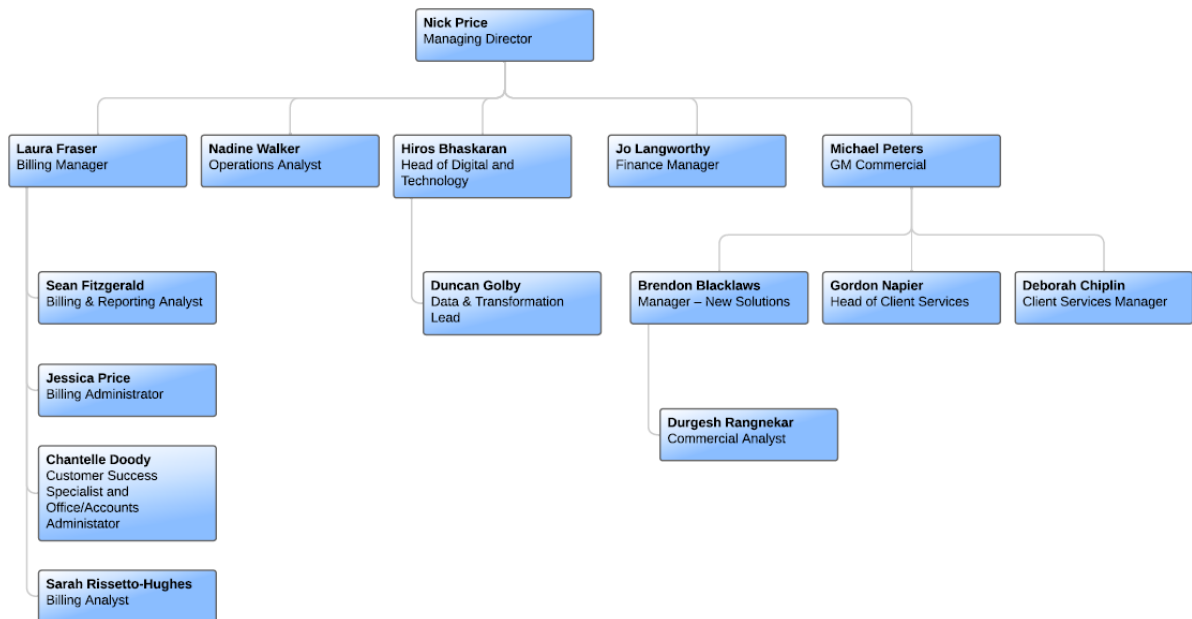 Nick Price
Managing Director
Laura Fraser
Billing Manager
Nadine Walker
Operations Analyst
Hiros Bhaskaran
Head of Digital and
Technology
Jo Langworthy
Finance Manager
Michael Peters
GM Commercial
Sean Fitzgerald
Billing & Reporting Analyst
Duncan Golby
Data & Transformation
Lead
Brendon Blacklaws
Manager – New Solutions
Gordon Napier
Head of Client Services
Deborah Chiplin
Client Services Manager
Jessica Price
Billing Administrator
Durgesh Rangnekar
Commercial Analyst
Chantelle Doody
Customer Success
Specialist and
Office/Accounts
Administator
Sarah Rissetto-Hughes
Billing Analyst